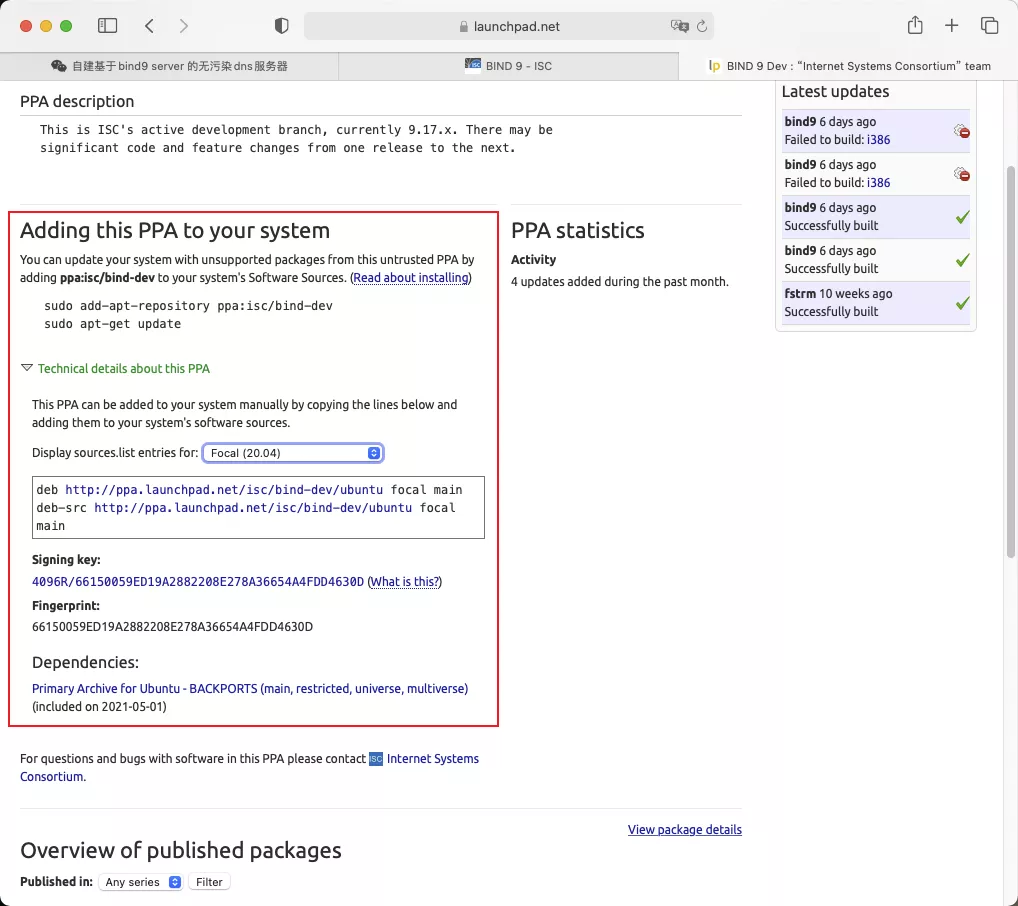 launchpad.net
自建基于bind9 server 的无污染dns服务器
BIND 9 - ISC
lp BIND 9 Dev : “Internet Systems Consortium” team
PPA description
This is ISC's active development branch, currently 9.17.x. There may be
significant code and feature changes from one release to the next.
Adding this PPA to your system
You can update your system with unsupported packages from this untrusted PPA by
adding ppa:isc/bind-dev to your system's Software Sources. (Read about installing)
sudo add-apt-repository ppa:isc/bind-dev
sudo apt-get update
Technical details about this PPA
This PPA can be added to your system manually by copying the lines below and
adding them to your system's software sources.
Display sources.list entries for: Focal (20.04)
deb http://ppa.launchpad.net/isc/bind-dev/ubuntu focal main
deb-src http://ppa.launchpad.net/isc/bind-dev/ubuntu focal
main
Signing key:
4096R/66150059ED19A2882208E278A36654A4FDD4630D (What is this?)
Fingerprint:
66150059ED19A2882208E278A36654A4FDD4630D
Dependencies:
Primary Archive for Ubuntu - BACKPORTS (main, restricted, universe, multiverse)
(included on 2021-05-01)
For questions and bugs with software in this PPA please contact ISC Internet Systems
Consortium.
PPA statistics
Activity
4 updates added during the past month.
Latest updates
bind9 6 days ago
Failed to build: i386
bind9 6 days ago
Failed to build: i386
bind9 6 days ago
Successfully built
bind9 6 days ago
Successfully built
fstrm 10 weeks ago
Successfully built
View package details
Overview of published packages
Published in: Any series Filter